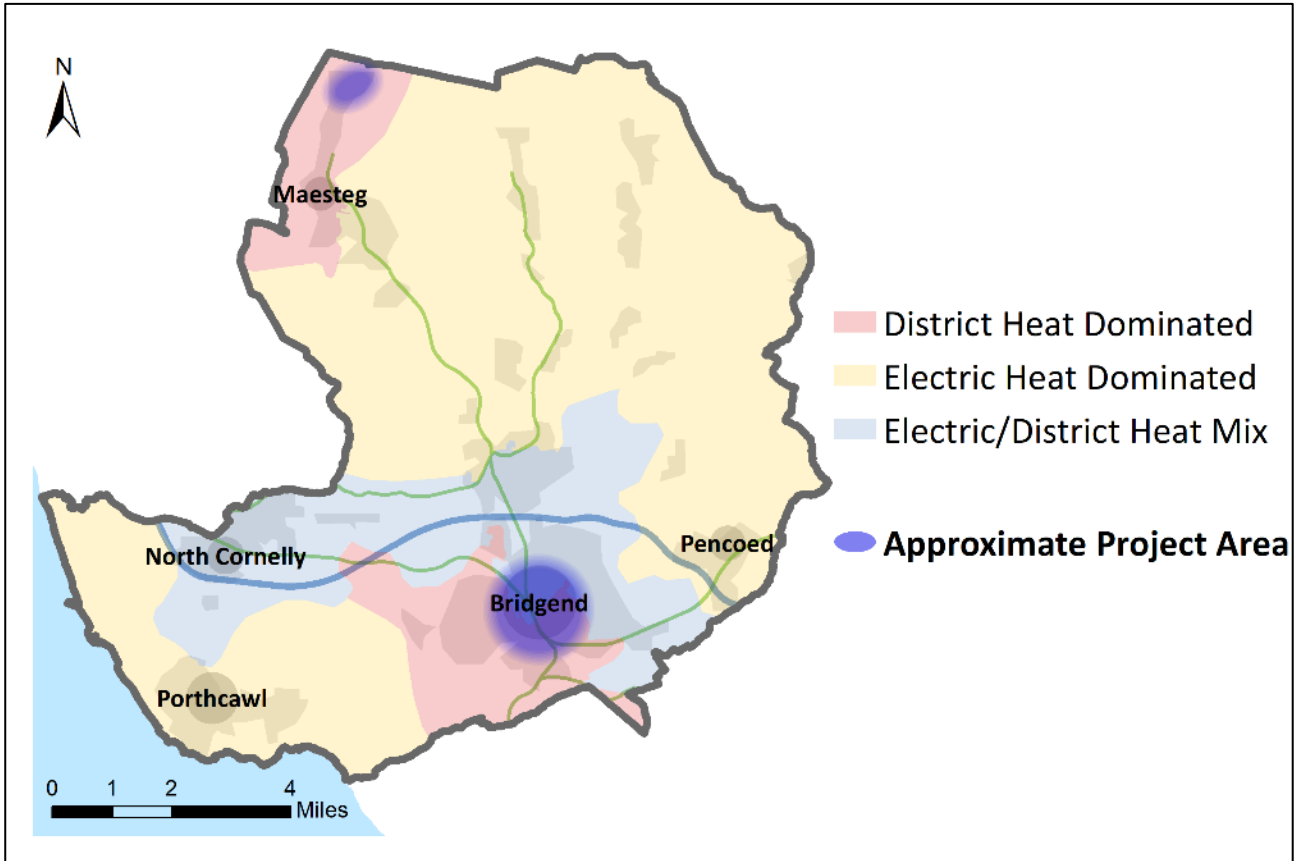 N
Maesteg
District Heat Dominated
Electric Heat Dominated
Electric/District Heat Mix
North Cornelly
Pencoed
Approximate Project Area
Bridgend
Porthcawl
0 1 2 4
Miles